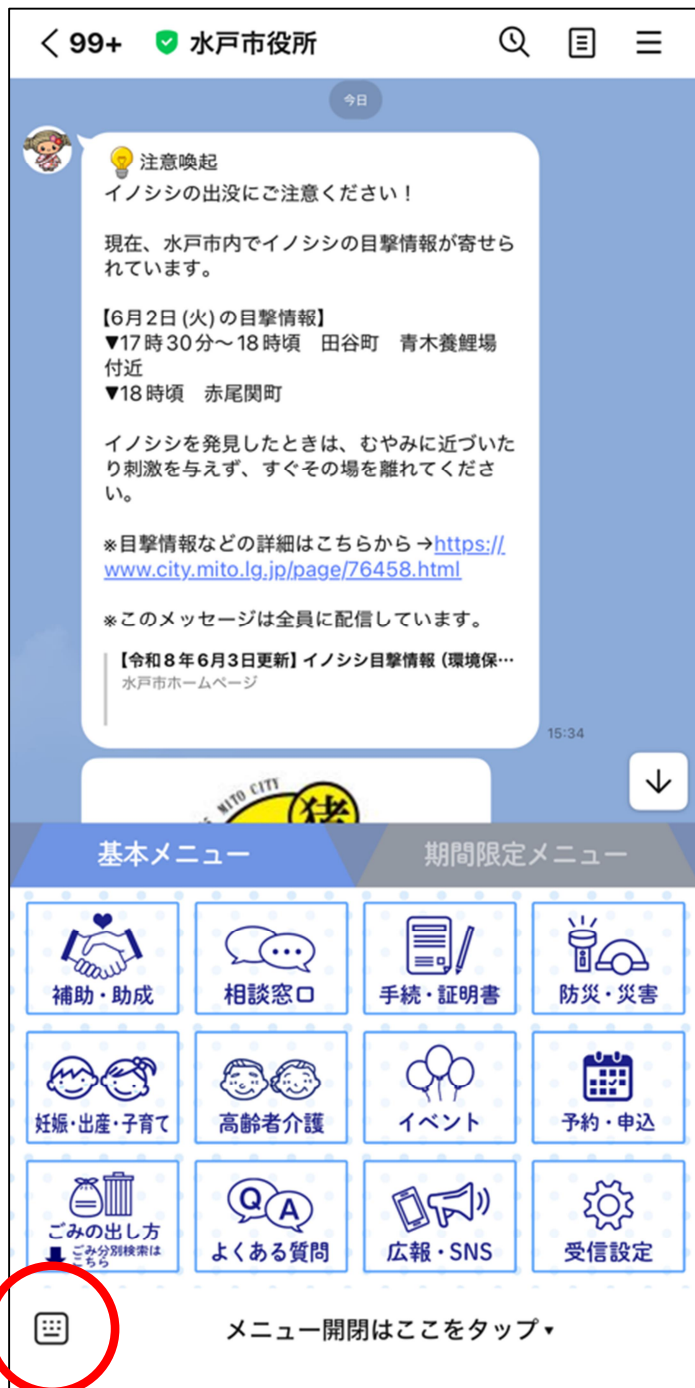 99+ 水戸市役所
今日
注意喚起
イノシシの出没にご注意ください！
現在、水戸市内でイノシシの目撃情報が寄せら
れています。
【6月2日(火)の目撃情報】
▼17時30分～18時頃　田谷町　青木養鯉場
付近
▼18時頃　赤尾関町
イノシシを発見したときは、むやみに近づいた
り刺激を与えず、すぐその場を離れてくださ
い。
※目撃情報などの詳細はこちらから→https://
www.city.mito.lg.jp/page/76458.html
※このメッセージは全員に配信しています。
【令和8年6月3日更新】イノシシ目撃情報（環境保…
水戸市ホームページ
15:34
MITO CITY
猪
基本メニュー 期間限定メニュー
補助・助成 相談窓口 手続・証明書 防災・災害
妊娠・出産・子育て 高齢者介護 イベント 予約・申込
ごみの出し方
ごみ分別検索は
こちら
Q A
よくある質問 広報・SNS 受信設定
メニュー開閉はここをタップ▼